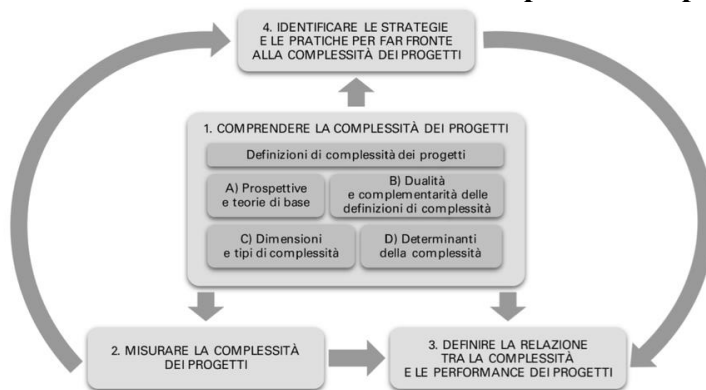 4. IDENTIFICARE LE STRATEGIE
E LE PRATICHE PER FAR FRONTE
ALLA COMPLESSITÀ DEI PROGETTI
1. COMPRENDERE LA COMPLESSITÀ DEI PROGETTI
Definizioni di complessità dei progetti
A) Prospettive
e teorie di base
B) Dualità
e complementarità delle
definizioni di complessità
C) Dimensioni
e tipi di complessità
D) Determinanti
della complessità
2. MISURARE LA COMPLESSITÀ
DEI PROGETTI
3. DEFINIRE LA RELAZIONE
TRA LA COMPLESSITÀ
E LE PERFORMANCE DEI PROGETTI